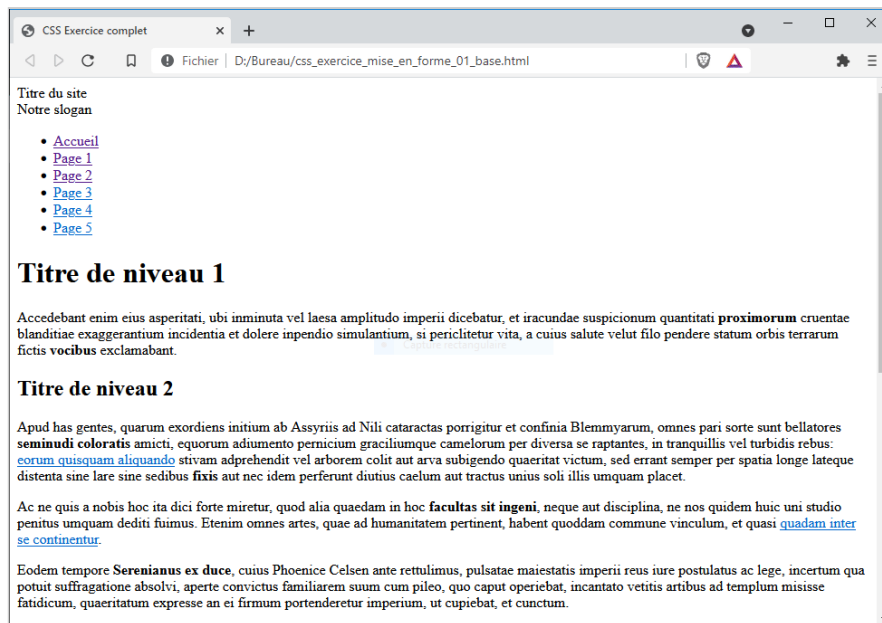 CSS Exercice complet
Fichier D:/Bureau/css_exercice_mise_en_forme_01_base.html
Titre du site
Notre slogan
Accueil
Page 1
Page 2
Page 3
Page 4
Page 5
Titre de niveau 1
Accedebant enim eius asperitati, ubi inminuta vel laesa amplitudo imperii dicebatur, et iracundae suspicionum quantitati proximorum cruentae
blanditiae exaggerantium incidentia et dolere inpendio simulantium, si periclitetur vita, a cuius salute velut filo pendere statum orbis terrarum
fictis vocibus exclamabant.
Capture rectangulaire
Titre de niveau 2
Apud has gentes, quarum exordiens initium ab Assyriis ad Nili cataractas porrigitur et confinia Blemmyarum, omnes pari sorte sunt bellatores
seminudi coloratis amicti, equorum adiumento pernicium graciliumque camelorum per diversa se raptantes, in tranquillis vel turbidis rebus:
eorum quisquam aliquando stivam adprehendit vel arborem colit aut arva subigendo quaeritat victum, sed errant semper per spatia longe lateque
distenta sine lare sine sedibus fixis aut nec idem perferunt diutius caelum aut tractus unius soli illis umquam placet.
Ac ne quis a nobis hoc ita dici forte miretur, quod alia quaedam in hoc facultas sit ingeni, neque aut disciplina, ne nos quidem huic uni studio
penitus umquam dediti fuimus. Etenim omnes artes, quae ad humanitatem pertinent, habent quoddam commune vinculum, et quasi quadam inter
se continentur.
Eodem tempore Serenianus ex duce, cuius Phoenice Celsen ante rettulimus, pulsatae maiestatis imperii reus iure postulatus ac lege, incertum qua
potuit suffragatione absolvi, aperte convictus familiarem suum cum pileo, quo caput operiebat, incantato vetitis artibus ad templum misisse
fatidicum, quaeritatum expresse an ei firmum portenderetur imperium, ut cupiebat, et cunctum.